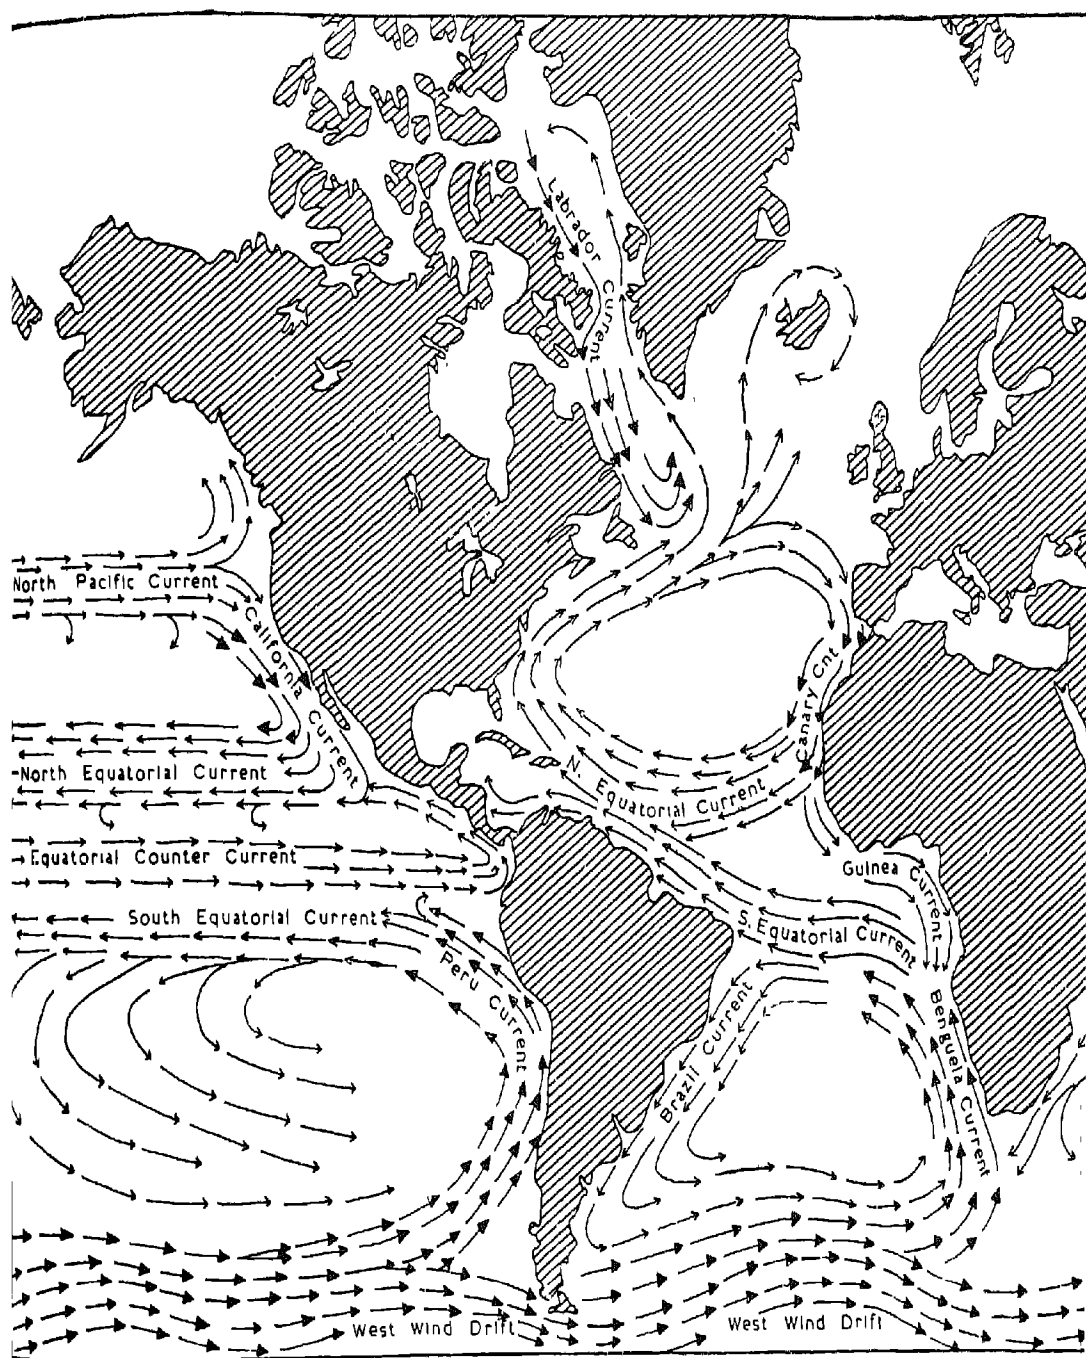 Labrador Current
North Pacific Current
California Current
Canary Cnt
North Equatorial Current
N. Equatorial Current
Equatorial Counter Current
Guinea Current
South Equatorial Current
S. Equatorial Current
Peru Current
Benguela Current
Brazil Current
West Wind Drift
West Wind Drift